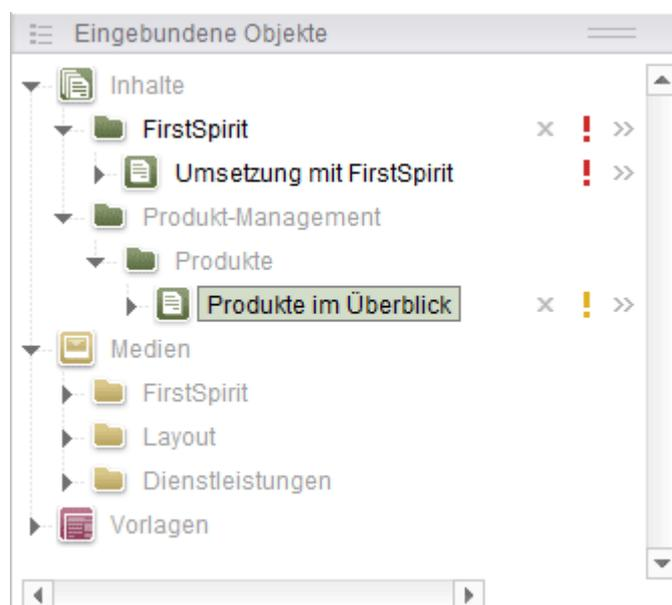 Eingebundene Objekte
Inhalte
FirstSpirit
Umsetzung mit FirstSpirit
Produkt-Management
Produkte
Produkte im Überblick
Medien
FirstSpirit
Layout
Dienstleistungen
Vorlagen